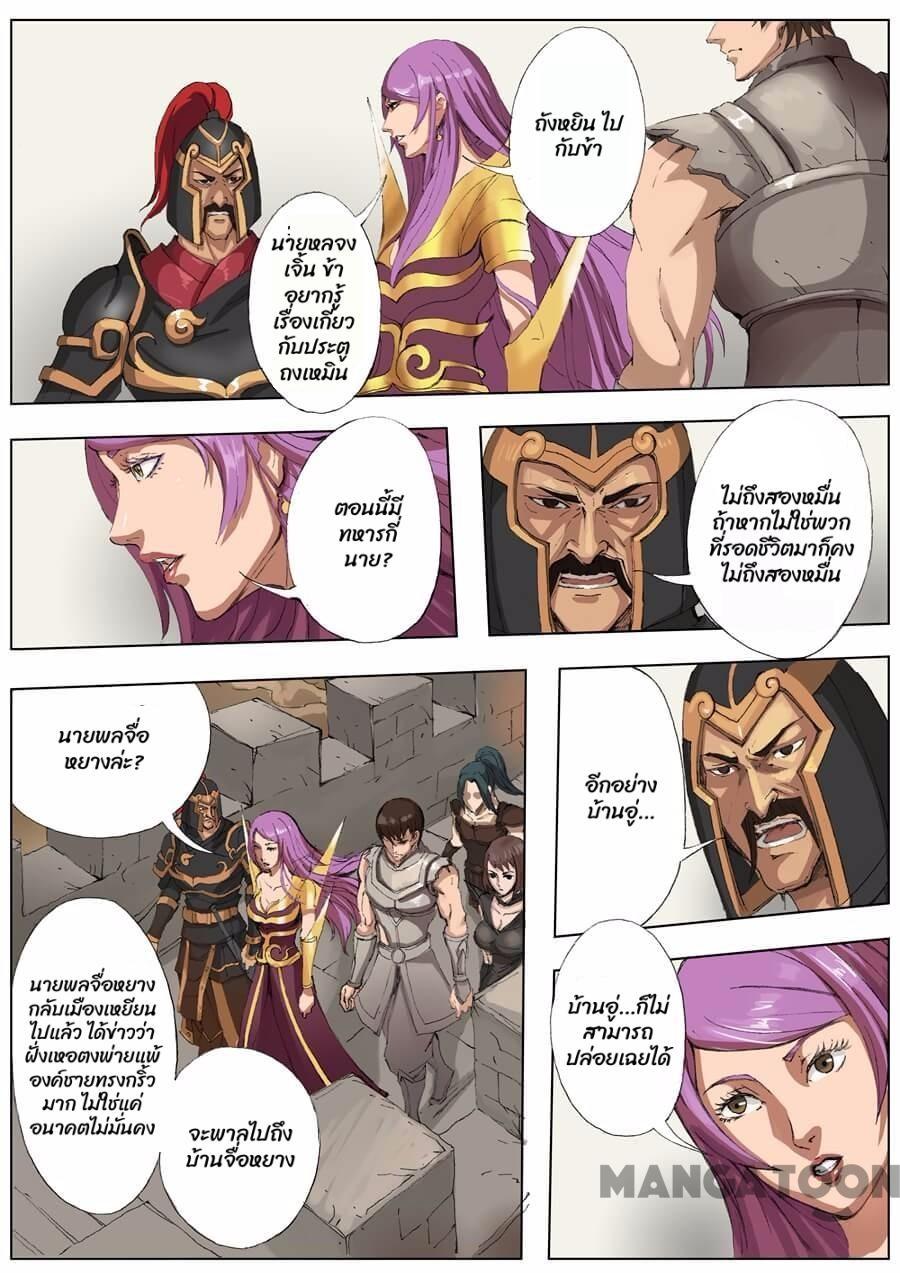 ถังหยิน ไป
กับข้า
นายหลจง
เจิ้น ข้า
อยากรู้
เรื่องเกี่ยว
กับประตู
ถงเหมิน
ตอนนี้มี
ทหารกี่
นาย?
ไม่ถึงสองหมื่น
ถ้าหากไม่ใช่พวก
ที่รอดชีวิตมาก็คง
ไม่ถึงสองหมื่น
นายพลจื่อ
หยางล่ะ?
นายพลจื่อหยาง
กลับเมืองเหยียน
ไปแล้ว ได้ข่าวว่า
ฝั่งเหอตงพ่ายแพ้
องค์ชายทรงกริ้ว
มาก ไม่ใช่แค่
อนาคตไม่มั่นคง
จะพาลไปถึง
บ้านจื่อหยาง
อีกอย่าง
บ้านอู่...
บ้านอู่...ก็ไม่
สามารถ
ปล่อยเฉยได้
MANGATOON